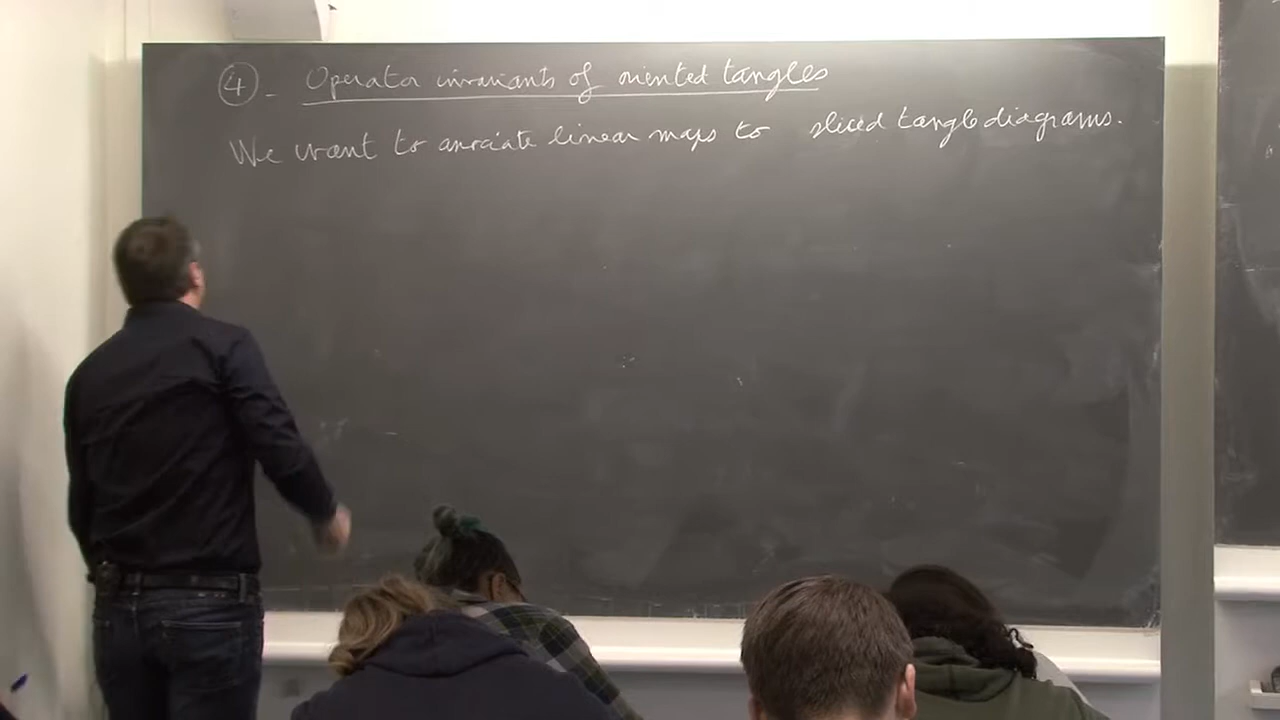 ④ - Operator invariants of oriented tangles
We want to associate linear maps to sliced tangle diagrams.